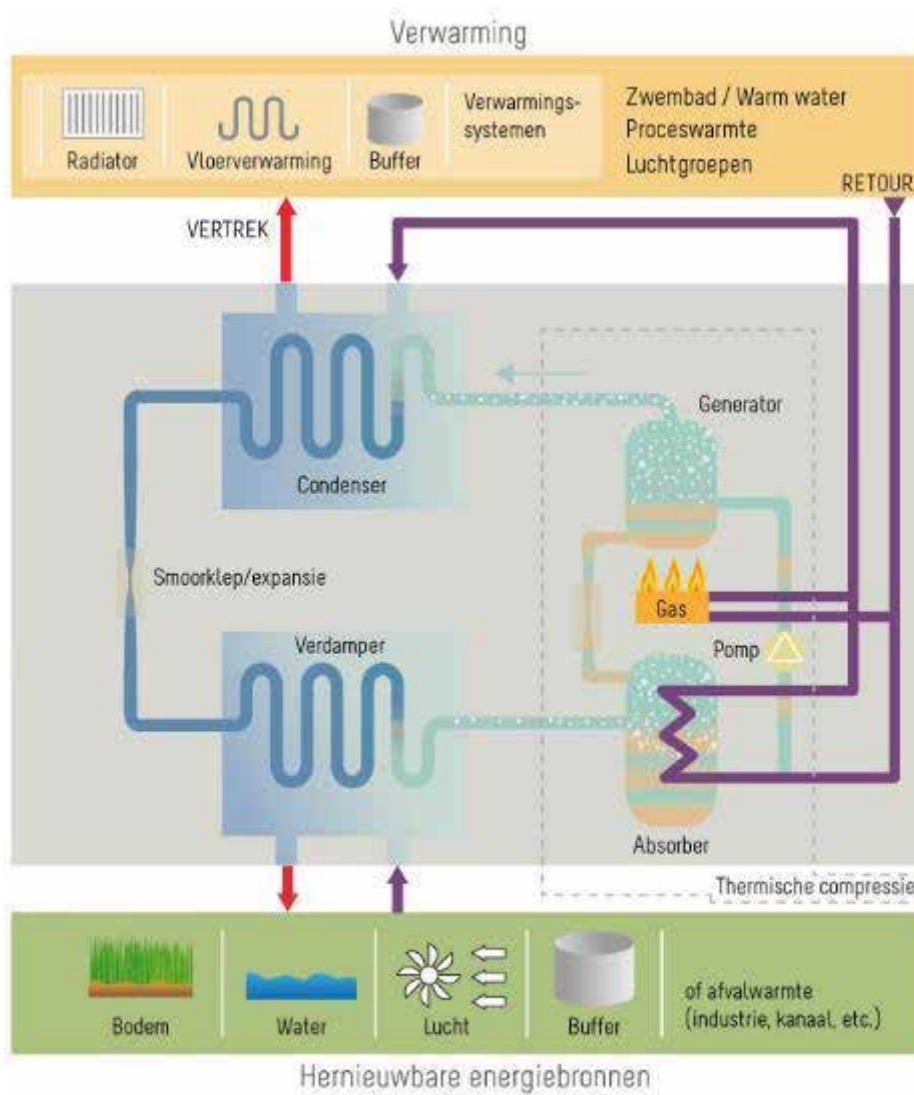 Verwarming
Radiator
Vloerverwarming
Buffer
Verwarmings-
systemen
Zwembad / Warm water
Proceswarmte
Luchtgroepen
RETOUR
VERTREK
Generator
Condenser
Smoorklep/expansie
Gas
Verdamper
Pomp
Absorber
Thermische compressie
Bodem
Water
Lucht
Buffer
of afvalwarmte
(industrie, kanaal, etc.)
Hernieuwbare energiebronnen